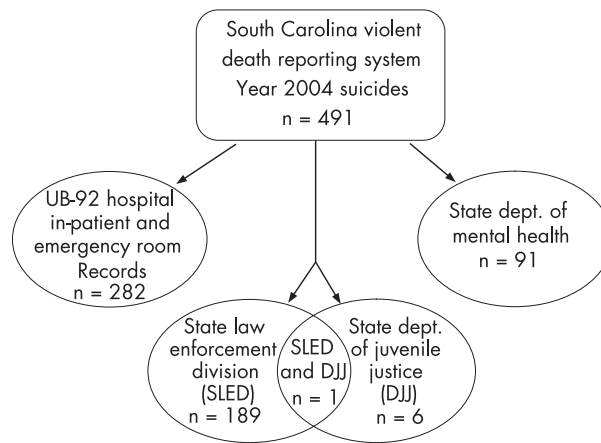 South Carolina violent
death reporting system
Year 2004 suicides
n = 491
UB-92 hospital
in-patient and
emergency room
Records
n = 282
State dept. of
mental health
n = 91
State law
enforcement
division
(SLED)
n = 189
SLED
and DJJ
n = 1
State dept.
of juvenile
justice
(DJJ)
n = 6